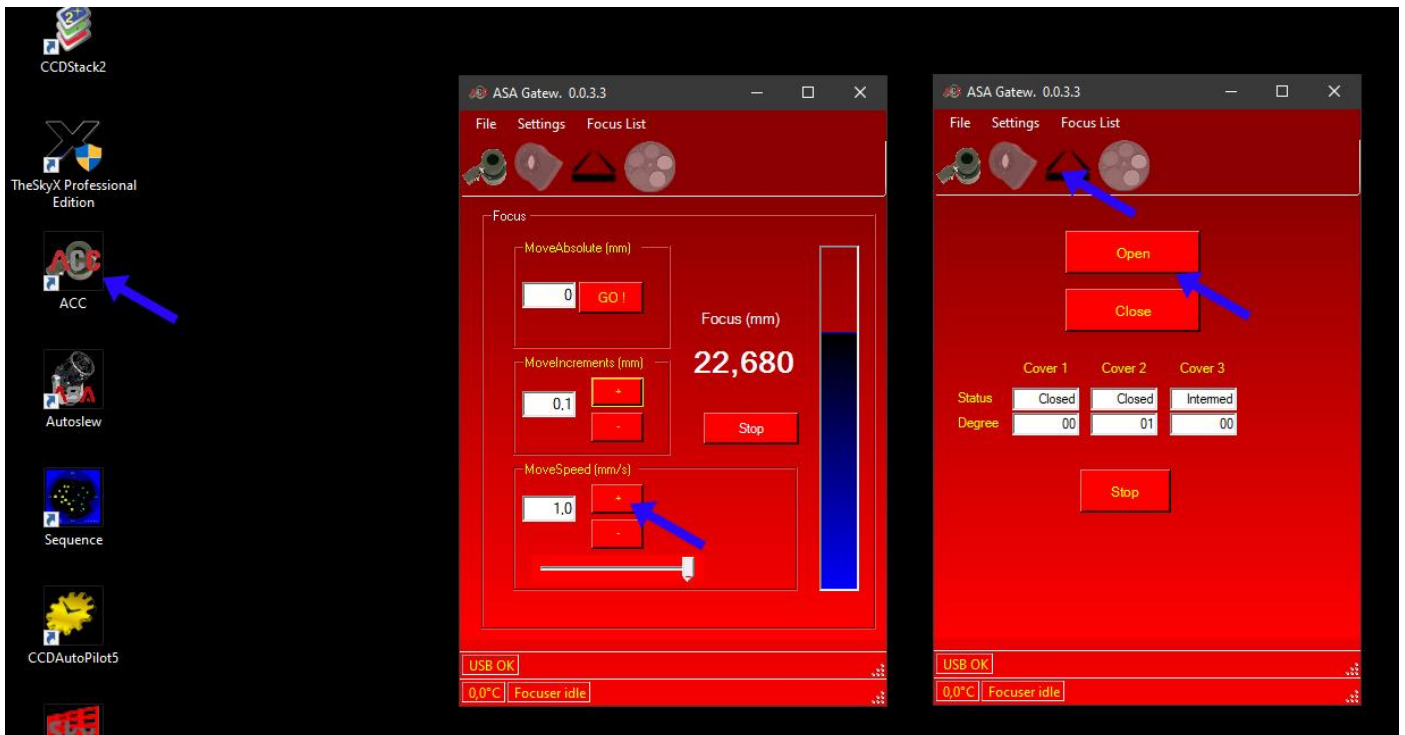 CCDStack2
TheSkyX Professional
Edition
ACC
ACC
Autoslew
Sequence
CCDAutoPilot5
ASA Gatew. 0.0.3.3
File Settings Focus List
Focus
MoveAbsolute (mm)
0 GO !
MoveIncrements (mm)
0,1
+
-
MoveSpeed (mm/s)
1,0
+
-
Focus (mm)
22,680
Stop
USB OK
0,0°C Focuser idle
ASA Gatew. 0.0.3.3
File Settings Focus List
Open
Close
Cover 1 Cover 2 Cover 3
Status Closed Closed Intermed
Degree 00 01 00
Stop
USB OK
0,0°C Focuser idle